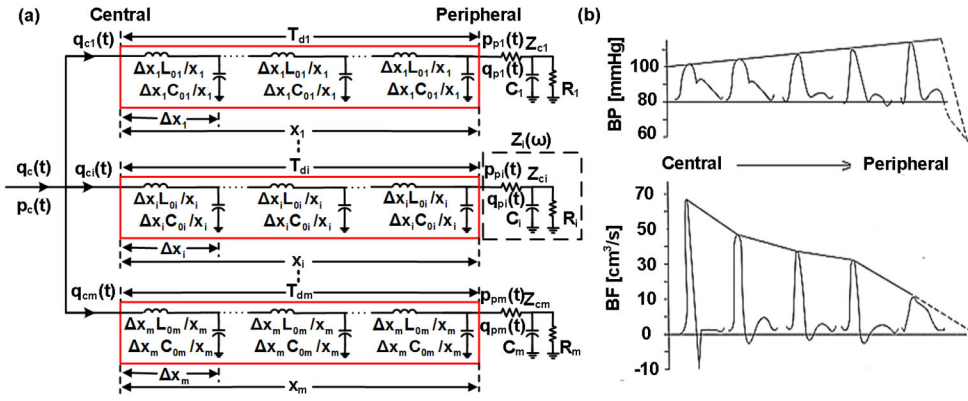 (a)
Central
Peripheral
q_c1(t)
T_d1
p_p1(t)
Z_c1
Δx_1L_01/x_1
Δx_1L_01/x_1
Δx_1L_01/x_1
q_p1(t)
Δx_1C_01/x_1
Δx_1C_01/x_1
Δx_1C_01/x_1
C_1
R_1
Δx_1
x_1
Z_i(ω)
q_c(t)
q_ci(t)
T_di
p_pi(t)
Z_ci
p_c(t)
Δx_iL_0i/x_i
Δx_iL_0i/x_i
Δx_iL_0i/x_i
q_pi(t)
Δx_iC_0i/x_i
Δx_iC_0i/x_i
Δx_iC_0i/x_i
C_i
R_i
Δx_i
x_i
q_cm(t)
T_dm
p_pm(t)
Z_cm
Δx_mL_0m/x_m
Δx_mL_0m/x_m
Δx_mL_0m/x_m
q_pm(t)
Δx_mC_0m/x_m
Δx_mC_0m/x_m
Δx_mC_0m/x_m
C_m
R_m
Δx_m
x_m
(b)
BP [mmHg]
100
80
60
Central
Peripheral
BF [cm³/s]
70
50
30
10
0
-10